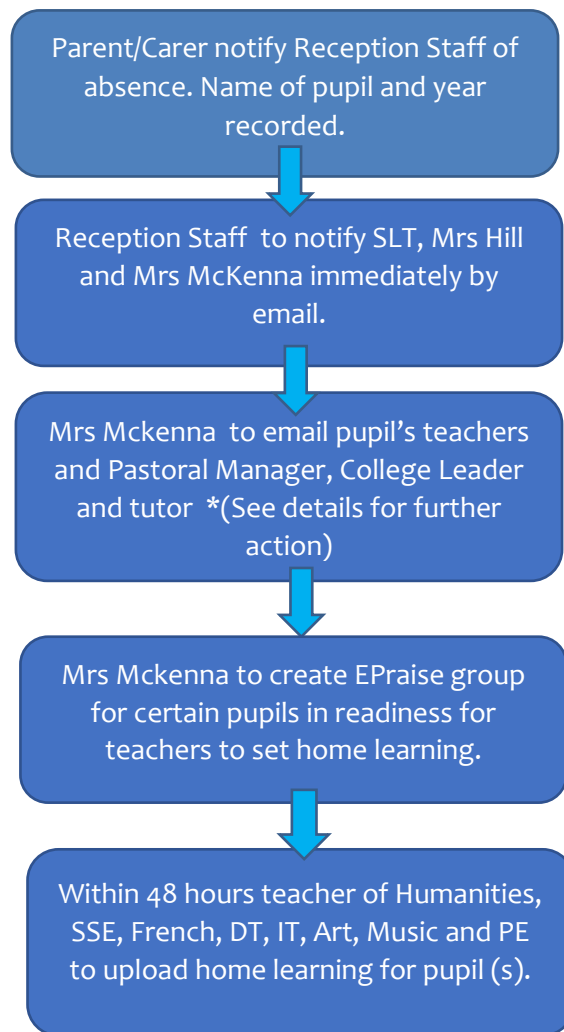 Parent/Carer notify Reception Staff of
absence. Name of pupil and year
recorded.
Reception Staff  to notify SLT, Mrs Hill
and Mrs McKenna immediately by
email.
Mrs Mckenna  to email pupil’s teachers
and Pastoral Manager, College Leader
and tutor  *(See details for further
action)
Mrs Mckenna to create EPraise group
for certain pupils in readiness for
teachers to set home learning.
Within 48 hours teacher of Humanities,
SSE, French, DT, IT, Art, Music and PE
to upload home learning for pupil (s).